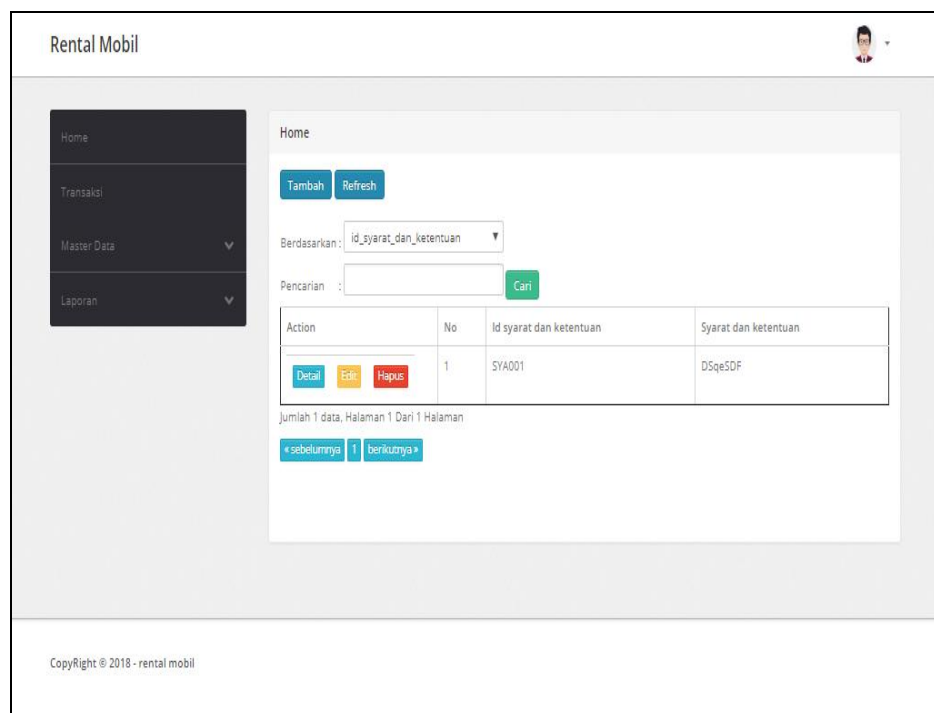 Rental Mobil
Home
Transaksi
Master Data
Laporan
Home
Tambah Refresh
Berdasarkan : id_syarat_dan_ketentuan
Pencarian : Cari
Action No Id syarat dan ketentuan Syarat dan ketentuan
Detail Edit Hapus 1 SYA001 DSqeSDF
Jumlah 1 data, Halaman 1 Dari 1 Halaman
« sebelumnya 1 berikutnya »
CopyRight © 2018 - rental mobil